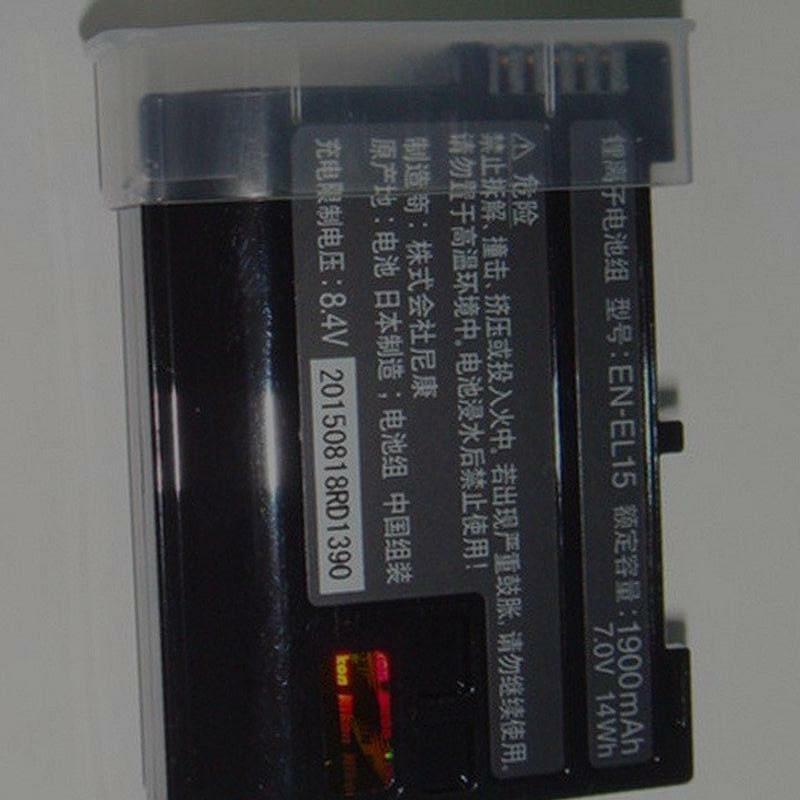 锂离子电池组 型号:EN-EL15 额定容量:1900mAh
7.0V 14Wh
⚠ 危险
禁止拆解、撞击、挤压或投入火中。若出现严重鼓胀,请勿继续使用。
请勿置于高温环境中。电池浸水后禁止使用!
制造商:株式会社尼康
原产地:电池 日本制造;电池组 中国组装
充电限制电压:8.4V
20150818RD1390
kon Nikon